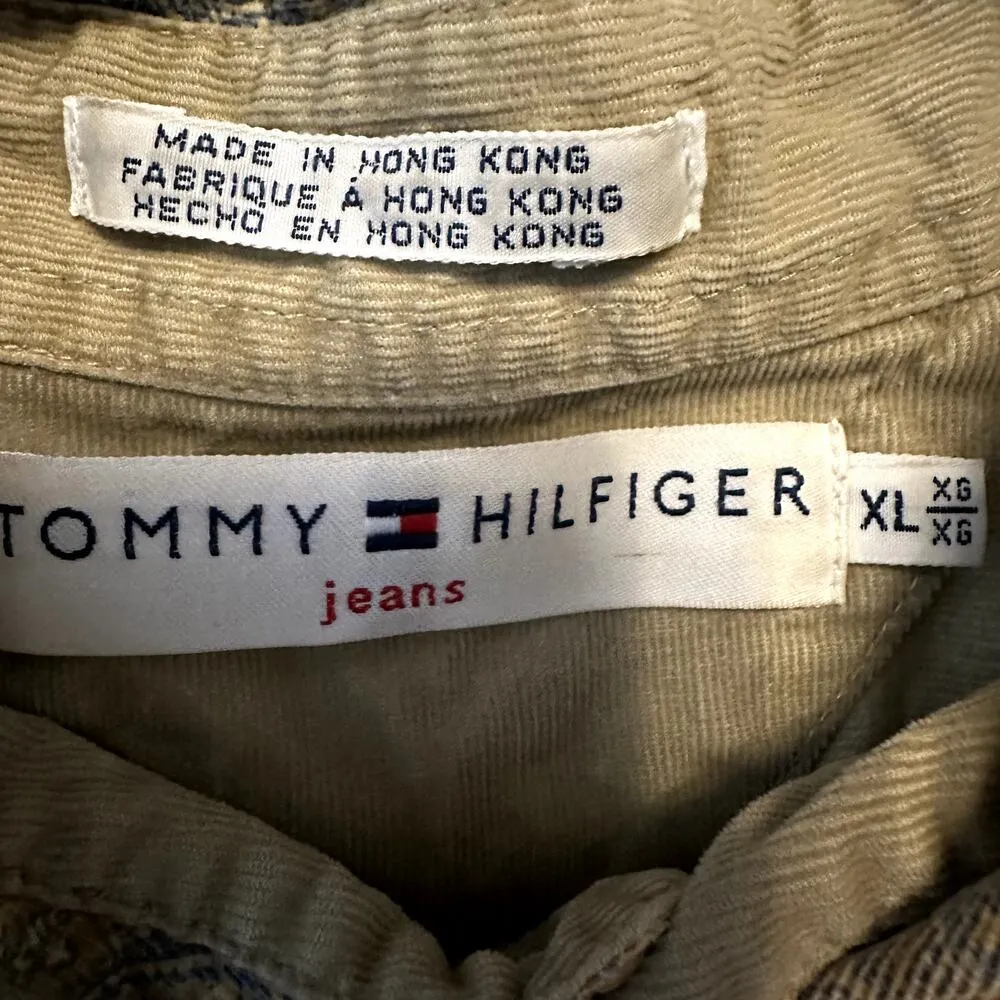 MADE IN HONG KONG
FABRIQUE À HONG KONG
HECHO EN HONG KONG
TOMMY HILFIGER
jeans
XL XG
XG